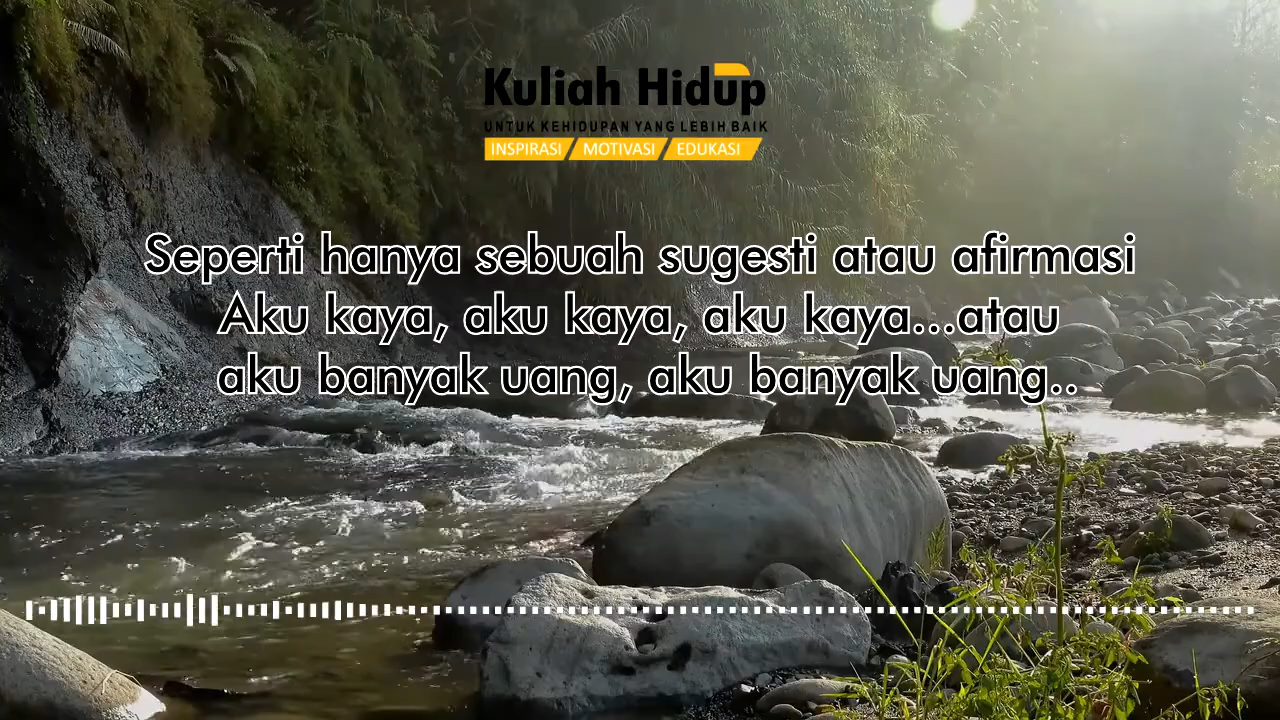 Kuliah Hidup
UNTUK KEHIDUPAN YANG LEBIH BAIK
INSPIRASI MOTIVASI EDUKASI
Seperti hanya sebuah sugesti atau afirmasi
Aku kaya, aku kaya, aku kaya...atau
aku banyak uang, aku banyak uang..